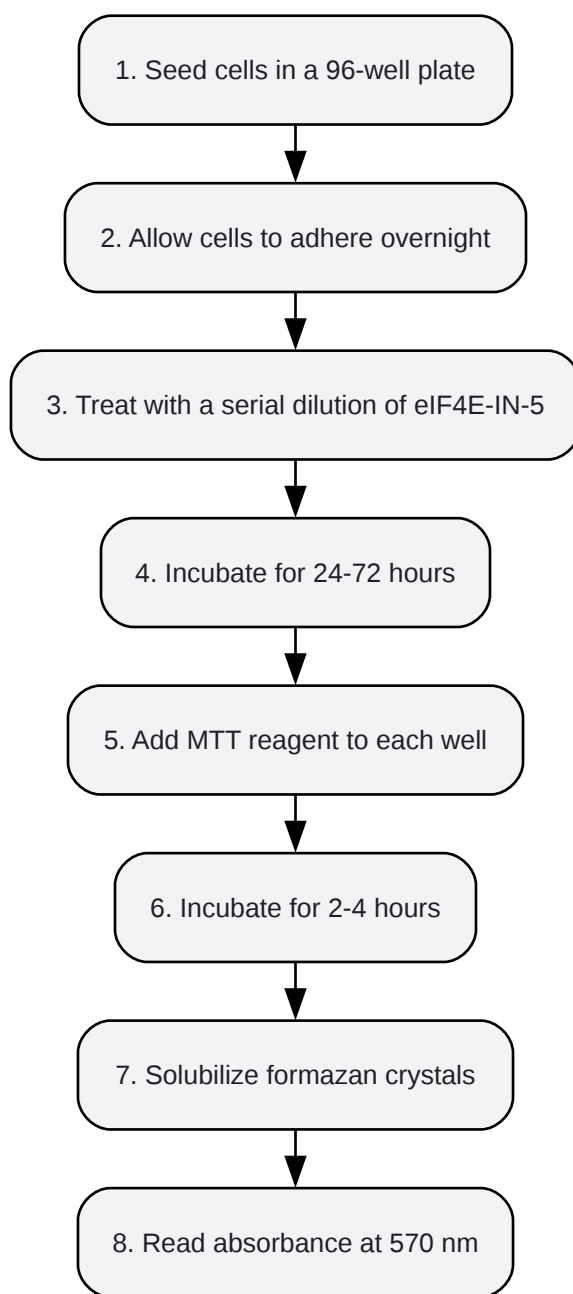 1. Seed cells in a 96-well plate
2. Allow cells to adhere overnight
3. Treat with a serial dilution of eIF4E-IN-5
4. Incubate for 24-72 hours
5. Add MTT reagent to each well
6. Incubate for 2-4 hours
7. Solubilize formazan crystals
8. Read absorbance at 570 nm